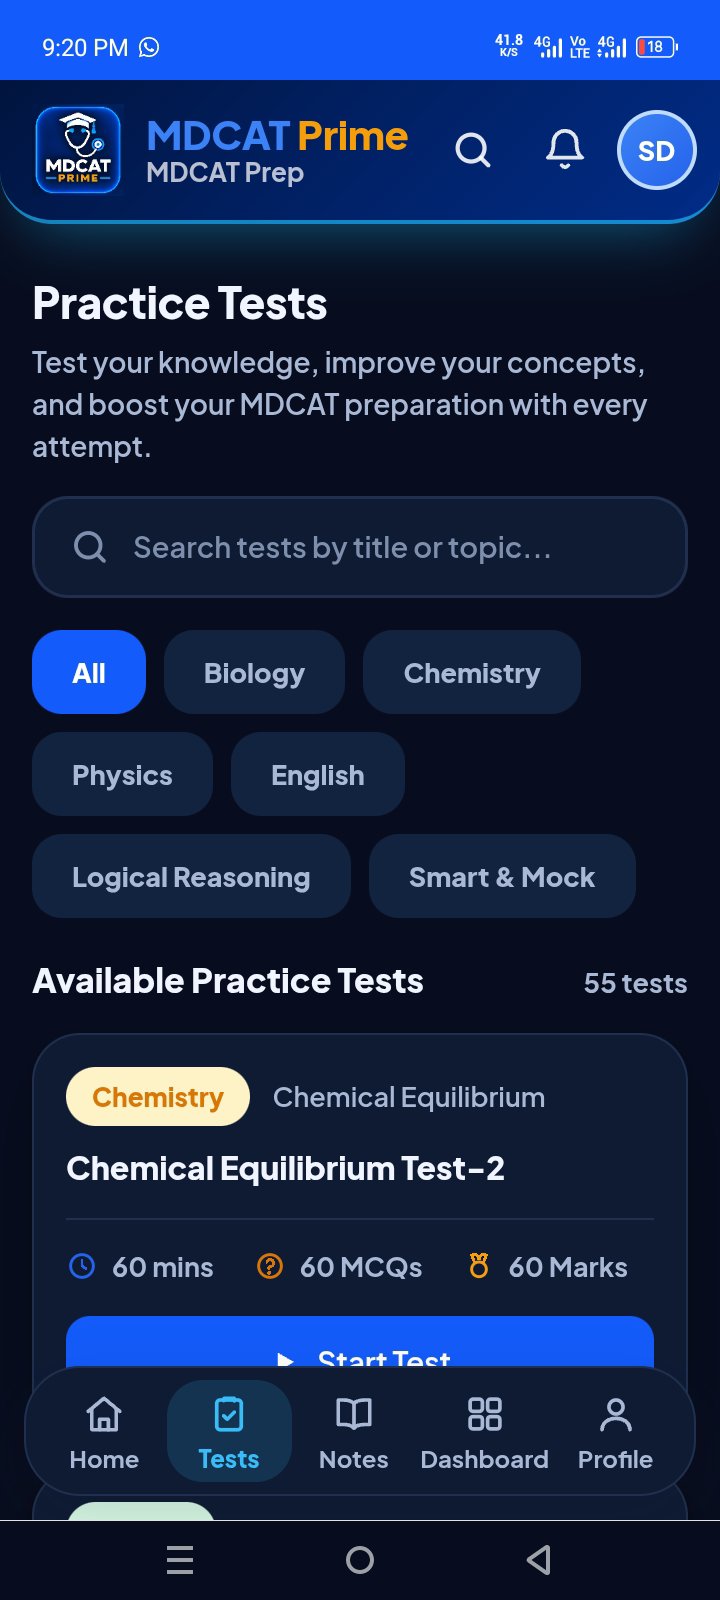 9:20 PM
41.8 K/S 4G Vo LTE 4G 18
MDCAT PRIME
MDCAT Prime
MDCAT Prep
SD
Practice Tests
Test your knowledge, improve your concepts,
and boost your MDCAT preparation with every
attempt.
Search tests by title or topic...
All Biology Chemistry
Physics English
Logical Reasoning Smart & Mock
Available Practice Tests 55 tests
Chemistry Chemical Equilibrium
Chemical Equilibrium Test-2
60 mins 60 MCQs 60 Marks
Start Test
Home Tests Notes Dashboard Profile